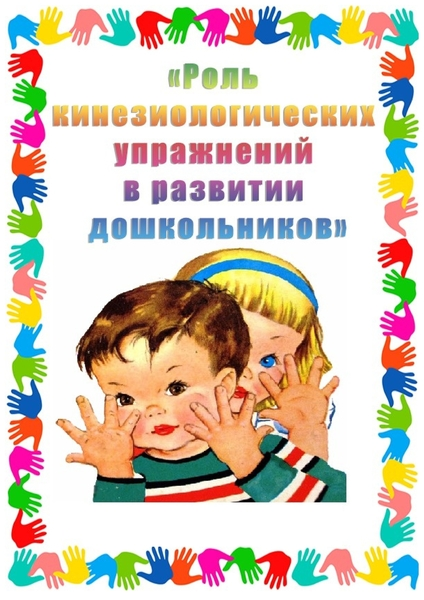 «Роль
кинезиологических
упражнений
в развитии
дошкольников»